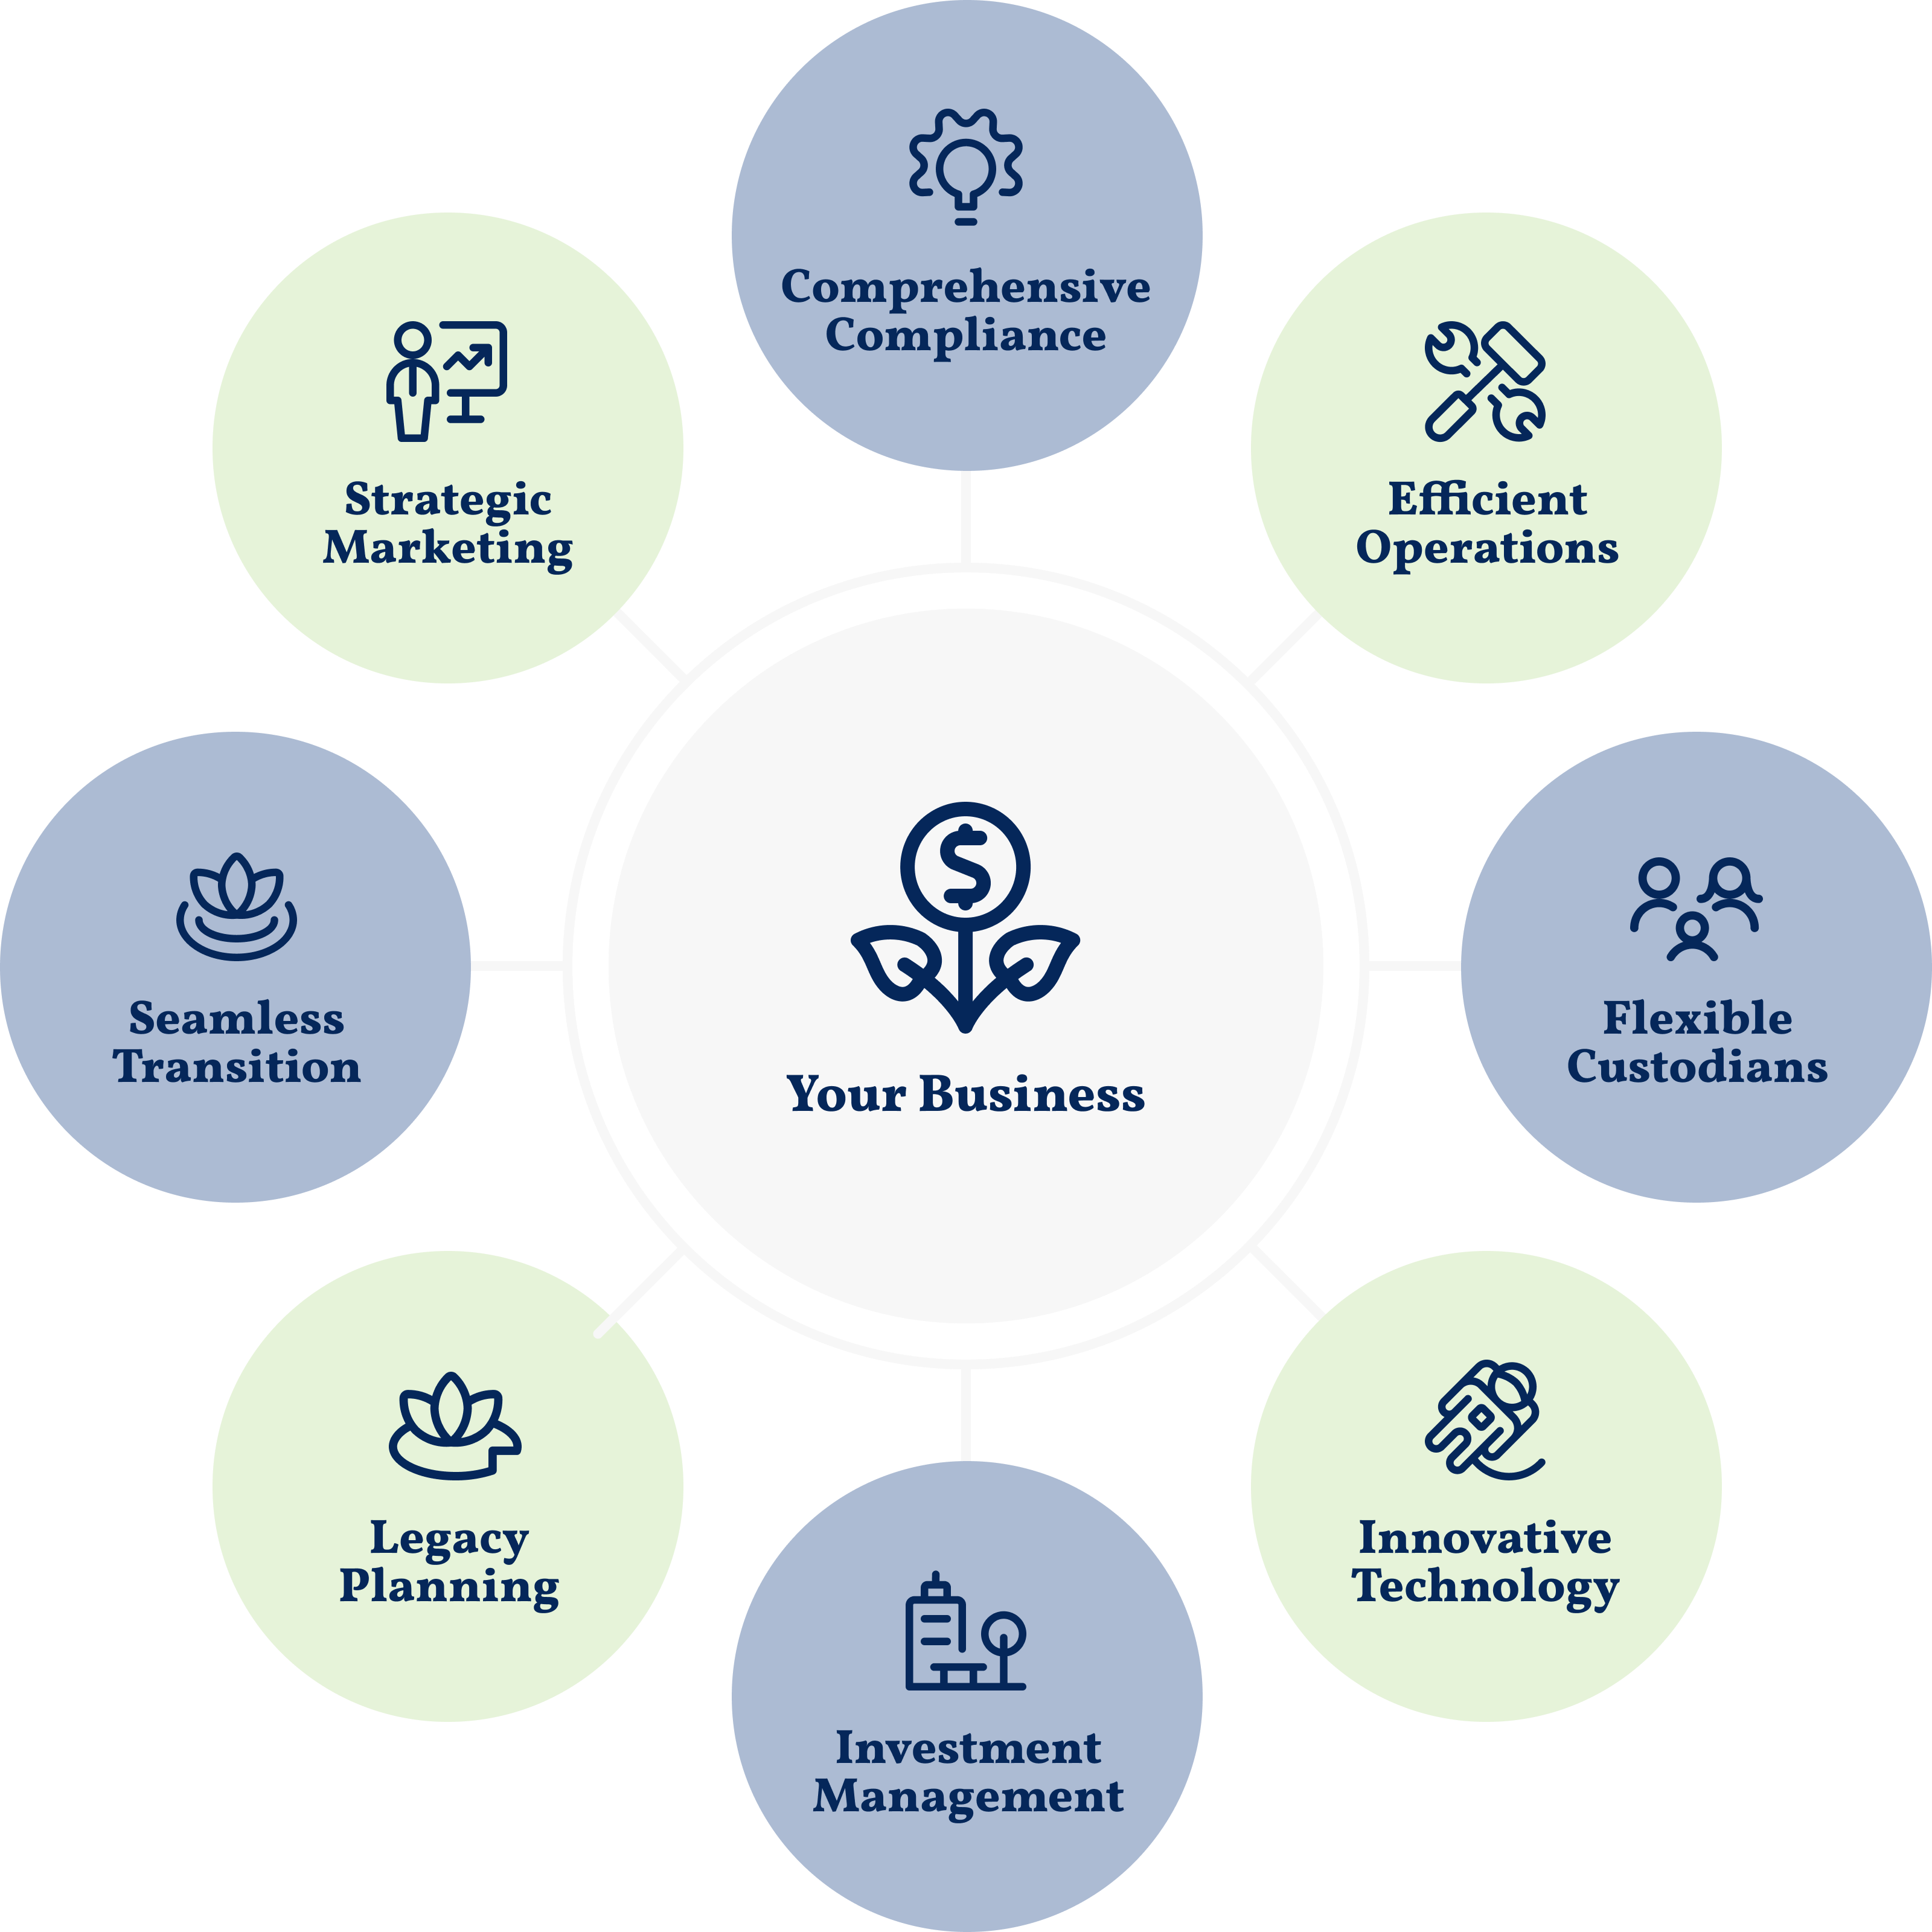 Comprehensive
Compliance
Strategic
Marketing
Efficient
Operations
Seamless
Transition
Your Business
Flexible
Custodians
Legacy
Planning
Innovative
Technology
Investment
Management